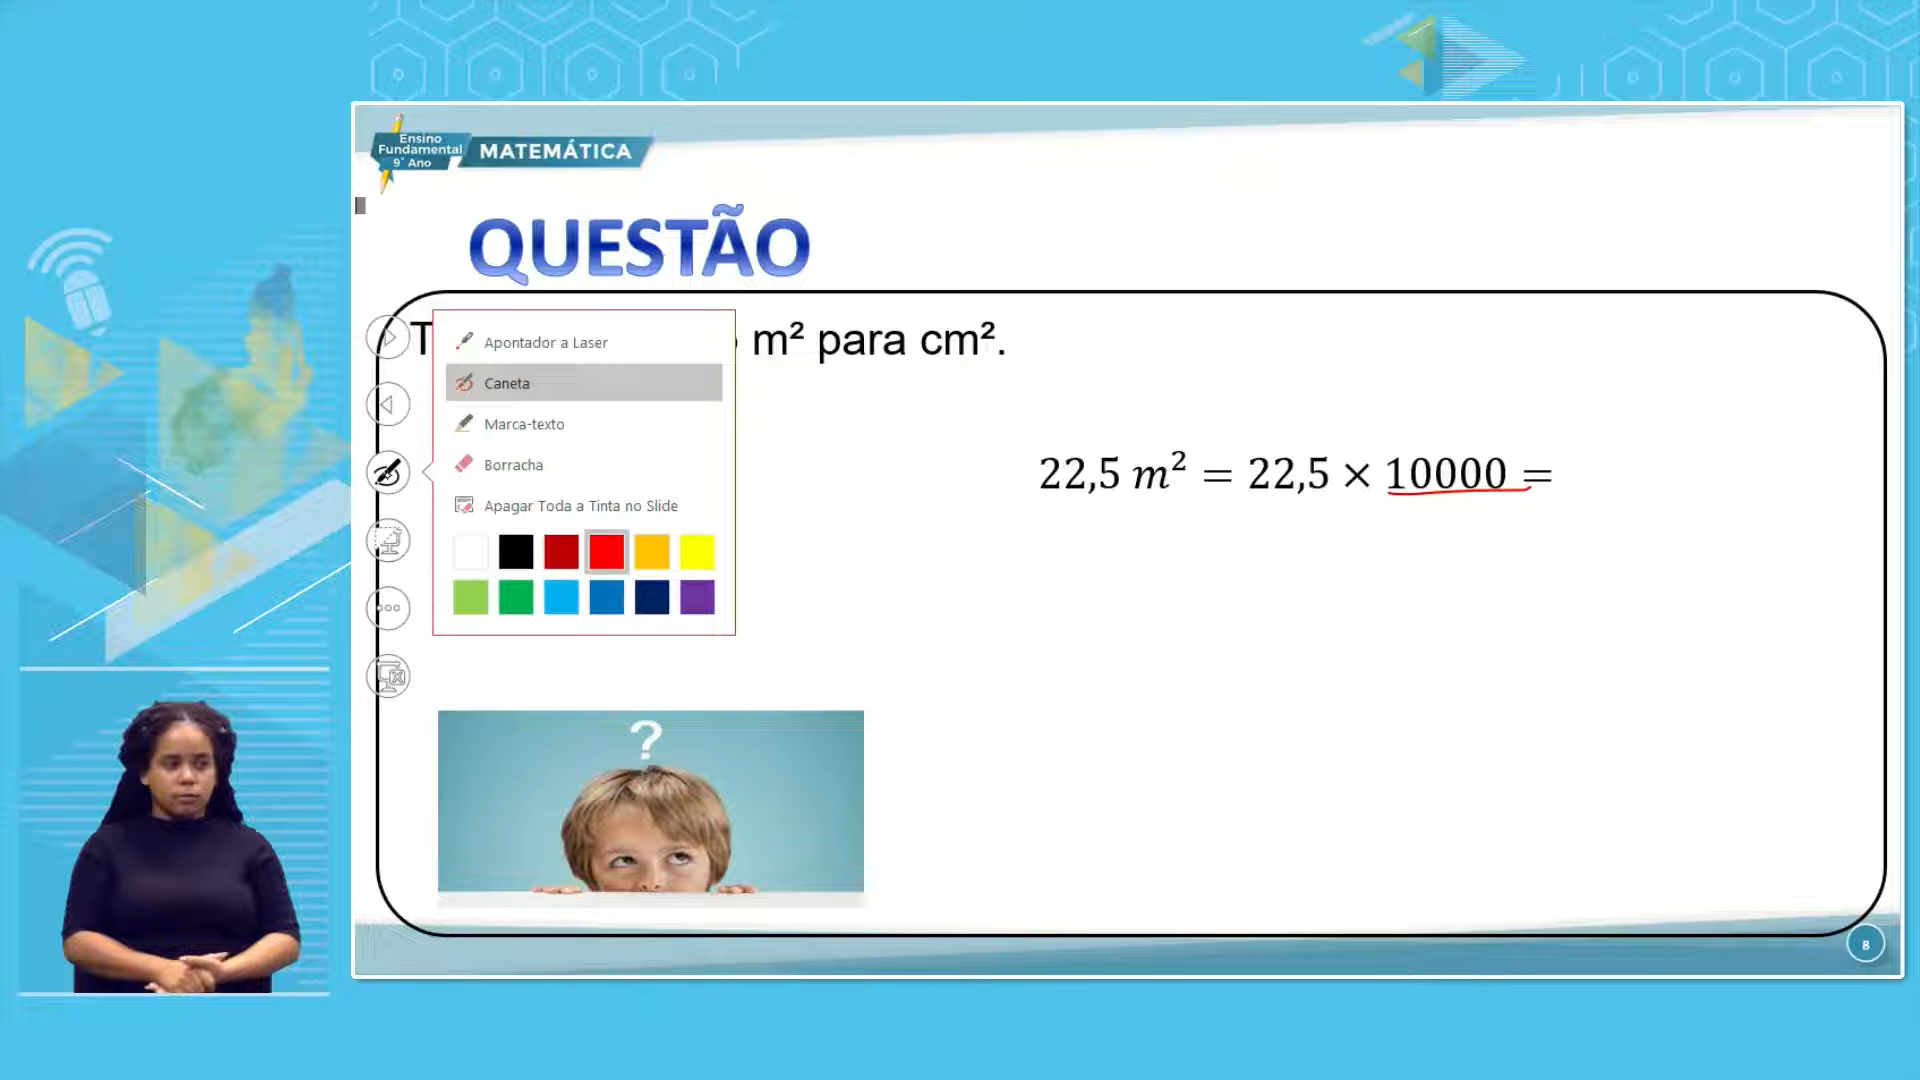 Ensino
Fundamental
9° Ano
MATEMÁTICA
QUESTÃO
m² para cm².
Apontador a Laser
Caneta
Marca-texto
Borracha
Apagar Toda a Tinta no Slide
22,5 m² = 22,5 × 10000 =
?
8